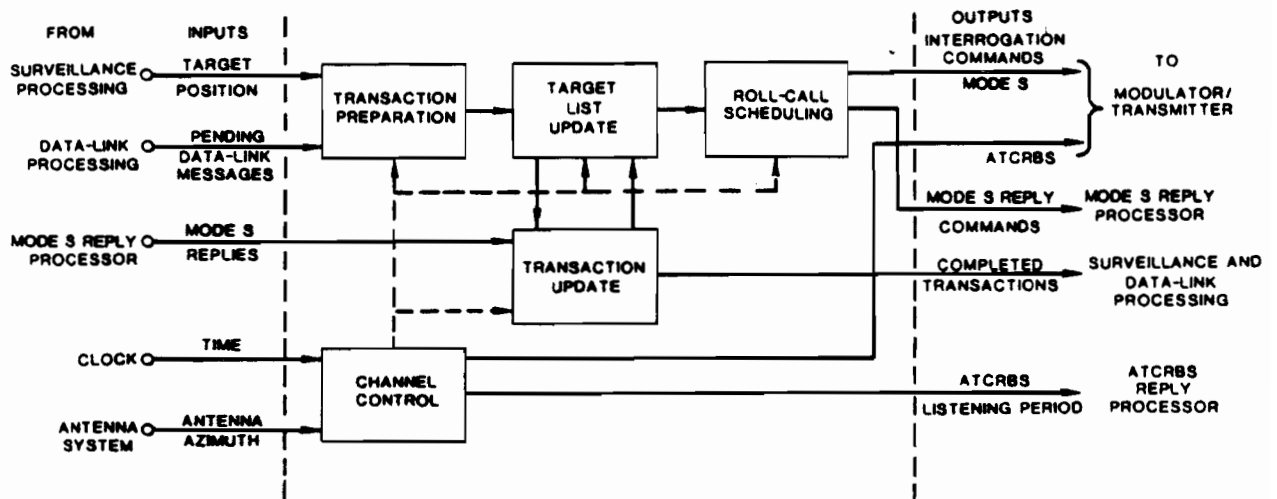 FROM
INPUTS
SURVEILLANCE
PROCESSING
TARGET
POSITION
DATA-LINK
PROCESSING
PENDING
DATA-LINK
MESSAGES
MODE S REPLY
PROCESSOR
MODE S
REPLIES
CLOCK
TIME
ANTENNA
SYSTEM
ANTENNA
AZIMUTH
TRANSACTION
PREPARATION
TARGET
LIST
UPDATE
ROLL-CALL
SCHEDULING
TRANSACTION
UPDATE
CHANNEL
CONTROL
OUTPUTS
INTERROGATION
COMMANDS
MODE S
ATCRBS
TO
MODULATOR/
TRANSMITTER
MODE S REPLY
COMMANDS
MODE S REPLY
PROCESSOR
COMPLETED
TRANSACTIONS
SURVEILLANCE AND
DATA-LINK
PROCESSING
ATCRBS
LISTENING PERIOD
ATCRBS
REPLY
PROCESSOR